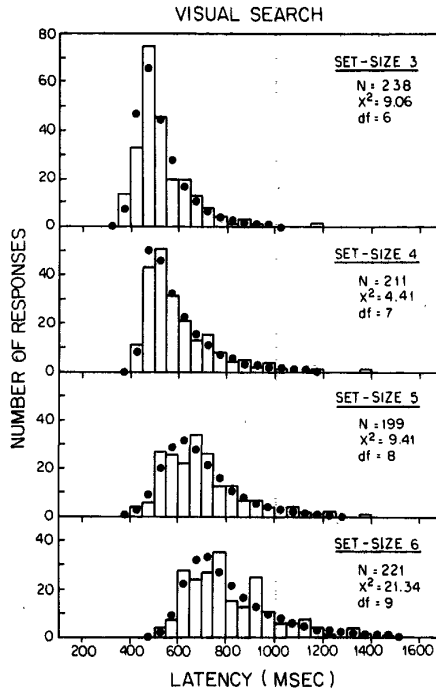 VISUAL SEARCH
NUMBER OF RESPONSES
80
60
40
20
0
SET-SIZE 3
N = 238
X² = 9.06
df = 6
40
20
0
SET-SIZE 4
N = 211
X² = 4.41
df = 7
40
20
0
SET-SIZE 5
N = 199
X² = 9.41
df = 8
40
20
0
SET-SIZE 6
N = 221
X² = 21.34
df = 9
200 400 600 800 1000 1200 1400 1600
LATENCY (MSEC)